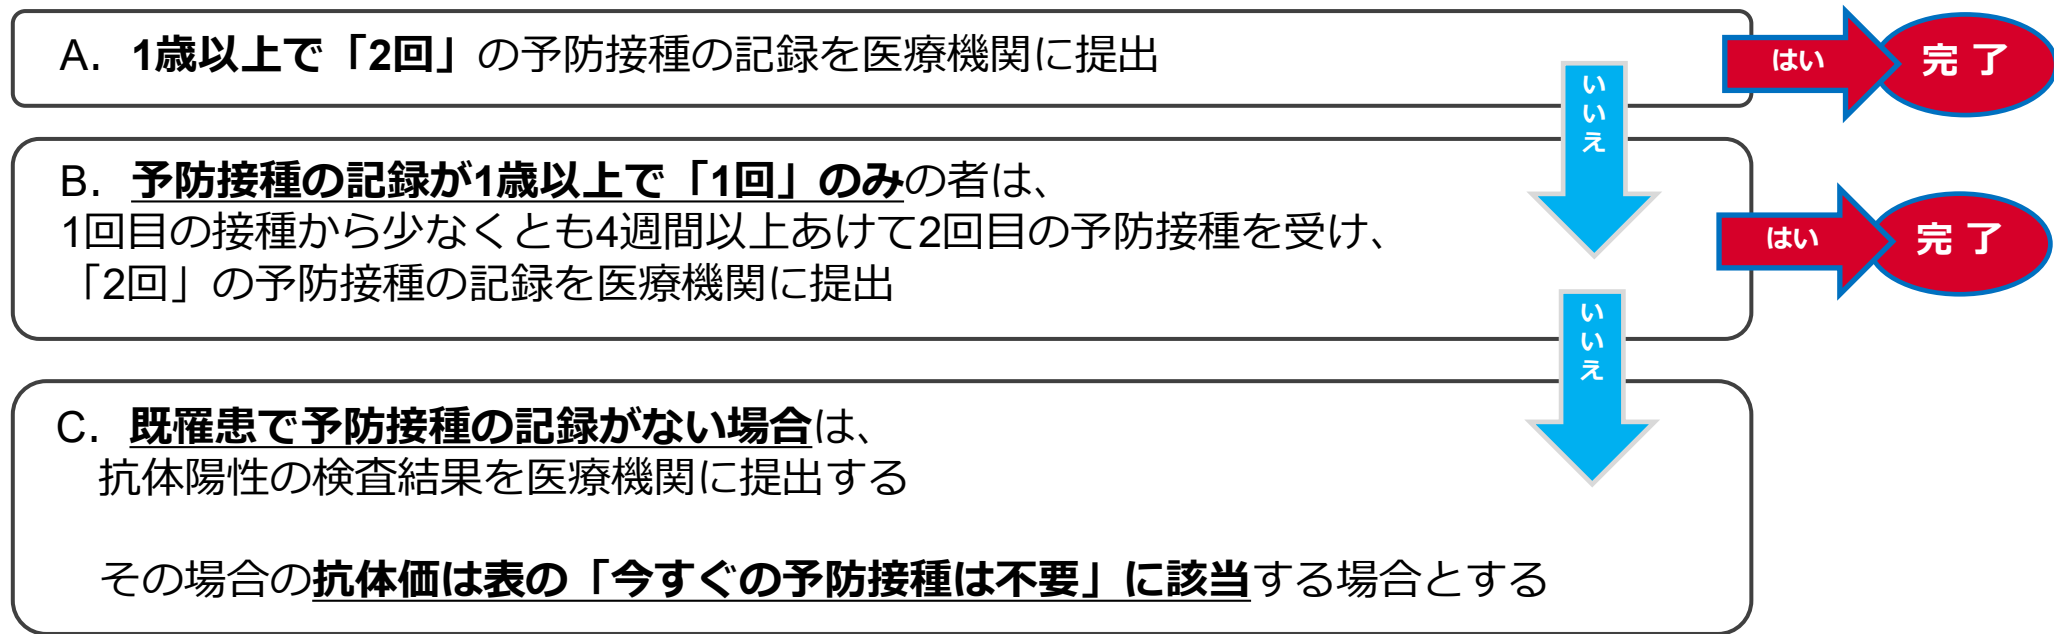 A. 1歳以上で「2回」の予防接種の記録を医療機関に提出
はい
完 了
いいえ
B. 予防接種の記録が1歳以上で「1回」のみの者は、
1回目の接種から少なくとも4週間以上あけて2回目の予防接種を受け、
「2回」の予防接種の記録を医療機関に提出
はい
完 了
いいえ
C. 既罹患で予防接種の記録がない場合は、
抗体陽性の検査結果を医療機関に提出する
その場合の抗体価は表の「今すぐの予防接種は不要」に該当する場合とする